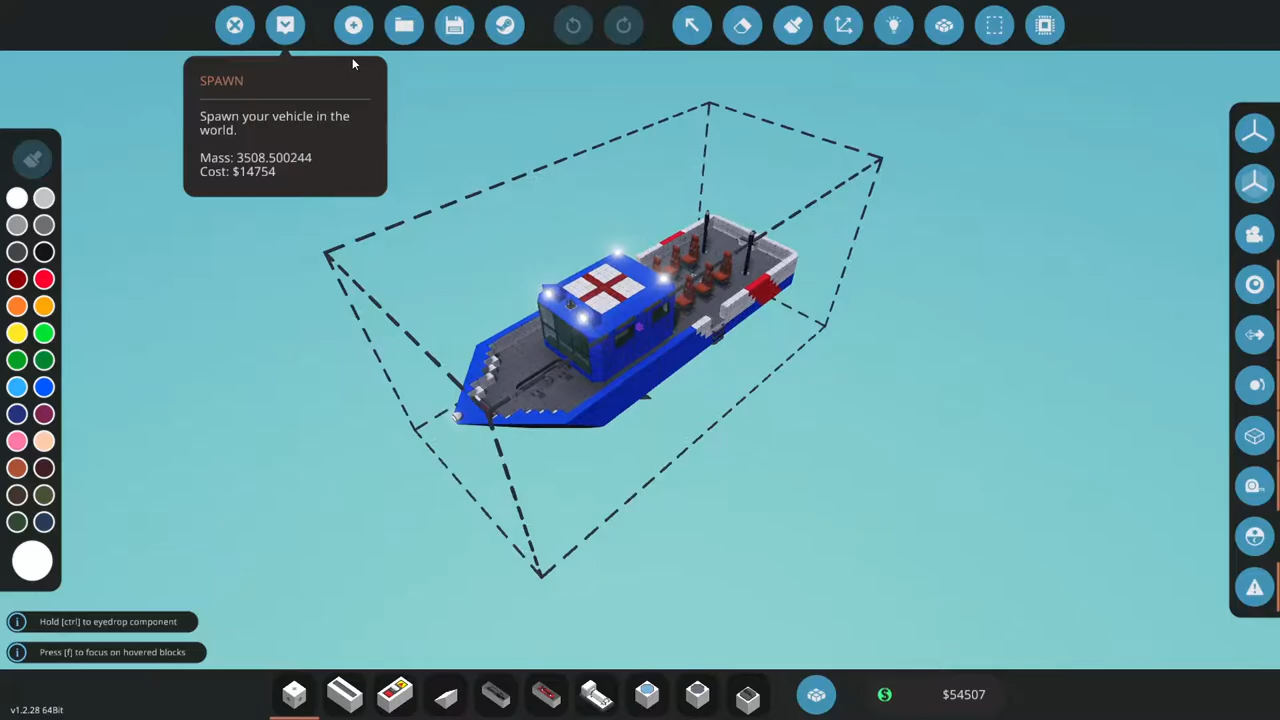 SPAWN
Spawn your vehicle in the
world.
Mass: 3508.500244
Cost: $14754
Hold [ctrl] to eyedrop component
Press [f] to focus on hovered blocks
v1.2.28 64Bit
$54507